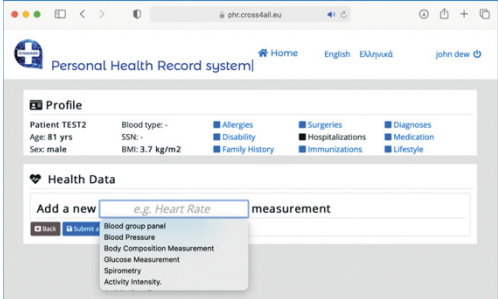 phr.cross4all.eu
Cross4all
Personal Health Record system|
Home
English Ελληνικά
john dew
Profile
Patient TEST2 Blood type: - Allergies Surgeries Diagnoses
Age: 81 yrs SSN: - Disability Hospitalizations Medication
Sex: male BMI: 3.7 kg/m2 Family History Immunizations Lifestyle
Health Data
Add a new e.g. Heart Rate measurement
Back Submit a
Blood group panel
Blood Pressure
Body Composition Measurement
Glucose Measurement
Spirometry
Activity Intensity.